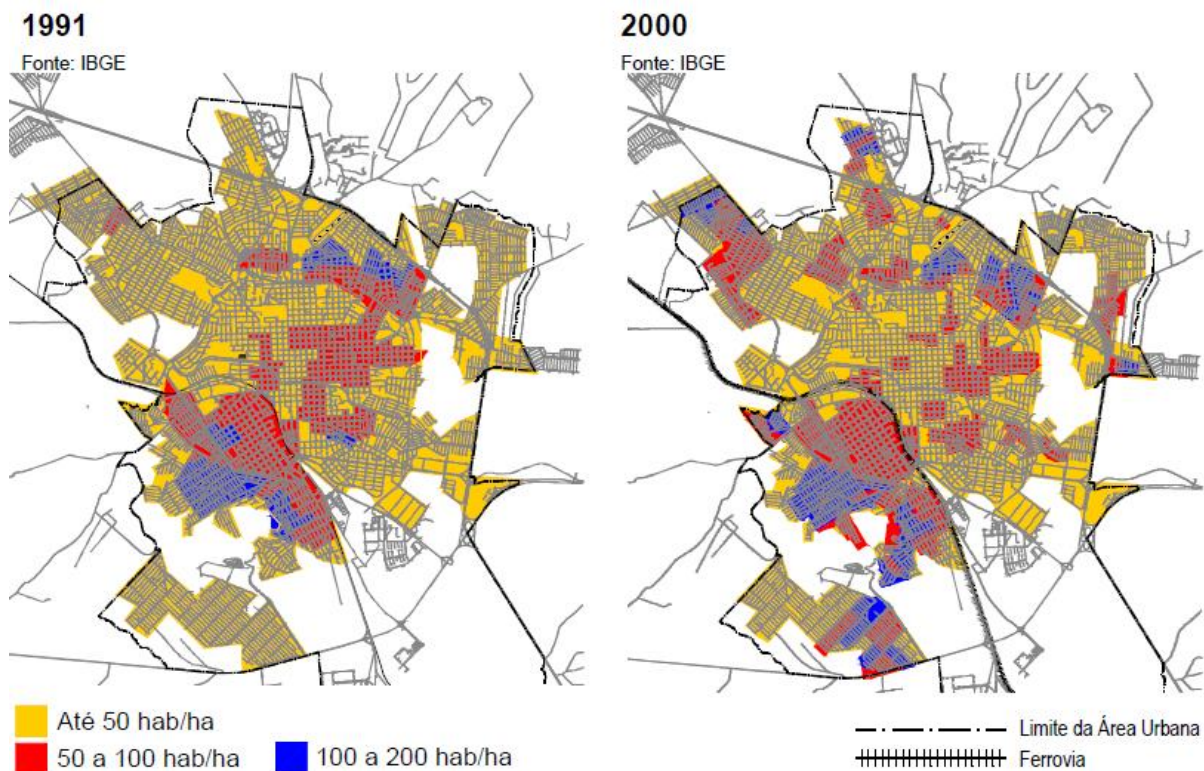 1991
Fonte: IBGE
2000
Fonte: IBGE
Até 50 hab/ha
50 a 100 hab/ha
100 a 200 hab/ha
Limite da Área Urbana
Ferrovia